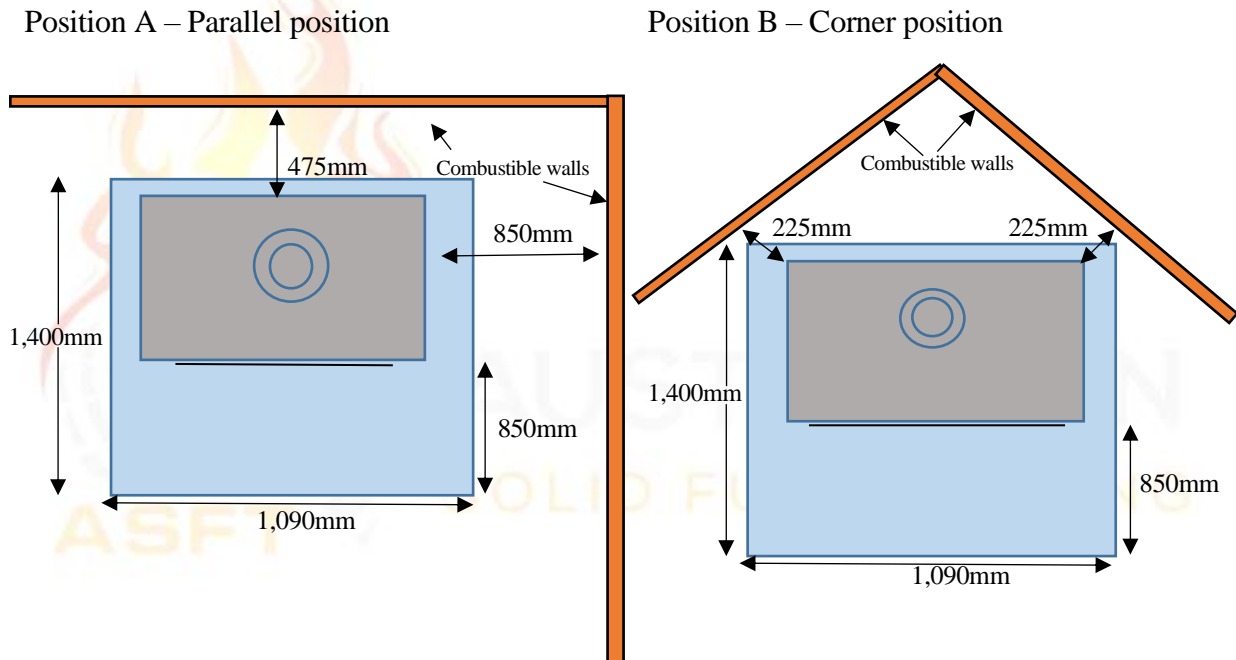 Position A – Parallel position
Position B – Corner position
475mm
Combustible walls
850mm
1,400mm
850mm
1,090mm
Combustible walls
225mm
225mm
1,400mm
850mm
1,090mm
ASFT